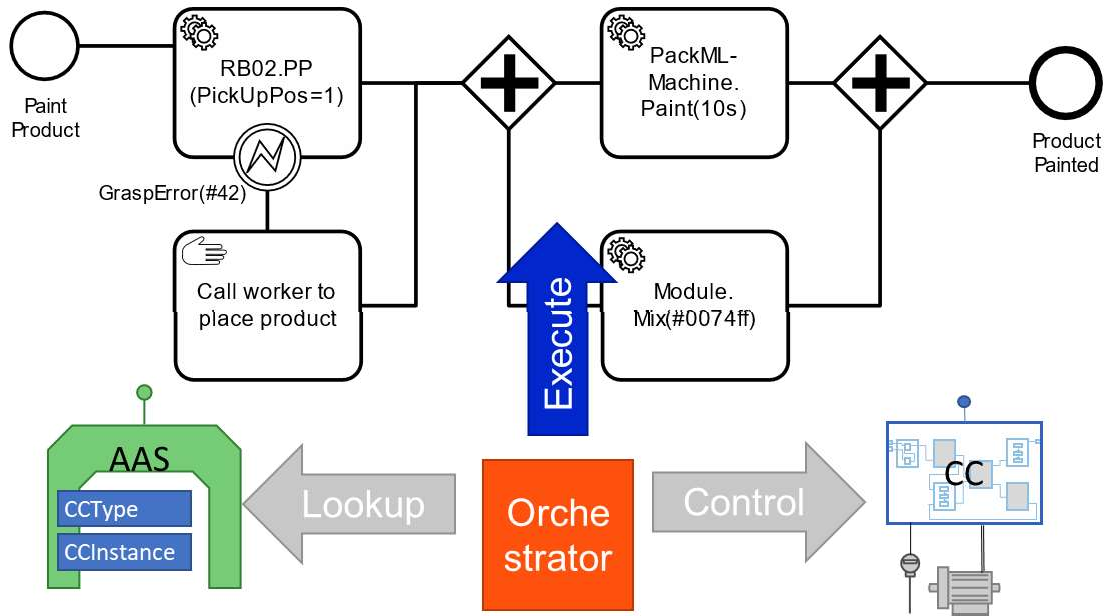 RB02.PP
(PickUpPos=1)
PackML-
Machine.
Paint(10s)
Paint
Product
Product
Painted
GraspError(#42)
Call worker to
place product
Execute
Module.
Mix(#0074ff)
AAS
CCType
CCInstance
Lookup
Orche
strator
Control
CC